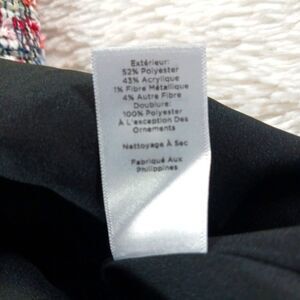 Extérieur:
52% Polyester
43% Acrylique
1% Fibre Métallique
4% Autre Fibre
Doublure:
100% Polyester
À L'Exception Des
Ornements
Nettoyage À Sec
Fabriqué Aux
Philippines